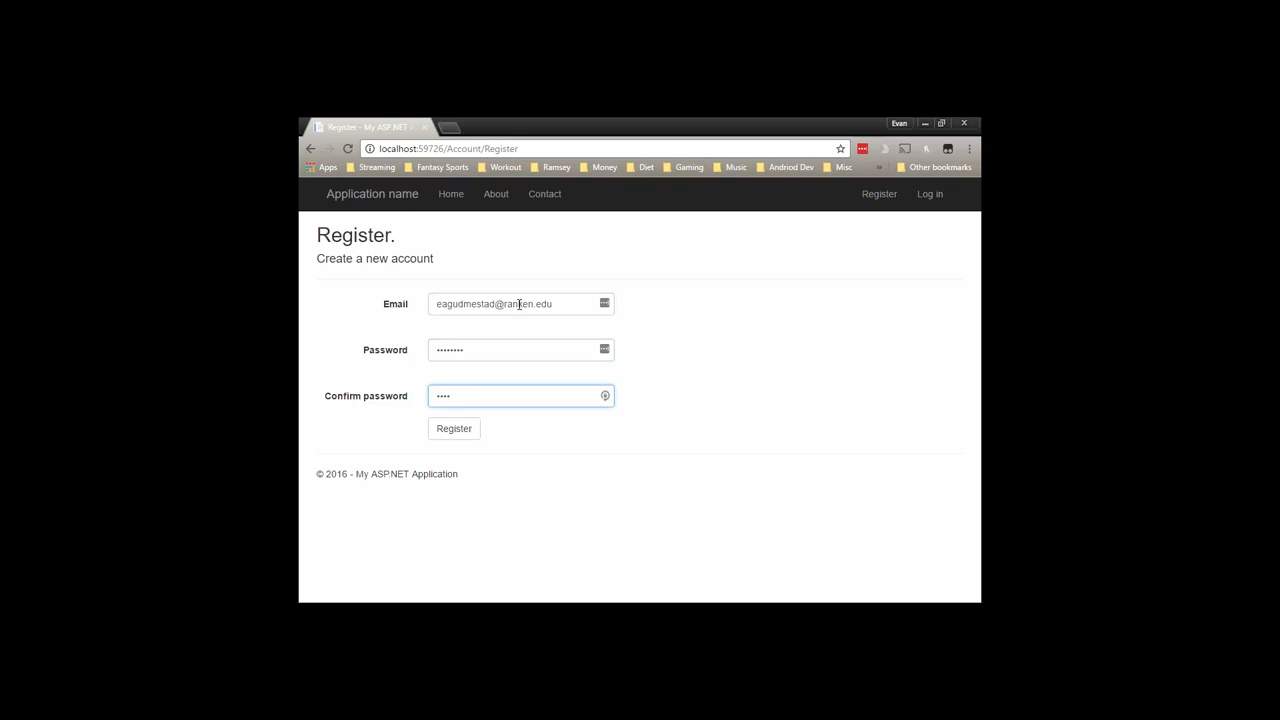 Register - My ASP.NET
Evan
localhost:59726/Account/Register
Apps Streaming Fantasy Sports Workout Ramsey Money Diet Gaming Music Andriod Dev Misc » Other bookmarks
Application name Home About Contact Register Log in
Register.
Create a new account
Email eagudmestad@ranken.edu
Password ••••••••
Confirm password ••••
Register
© 2016 - My ASP.NET Application